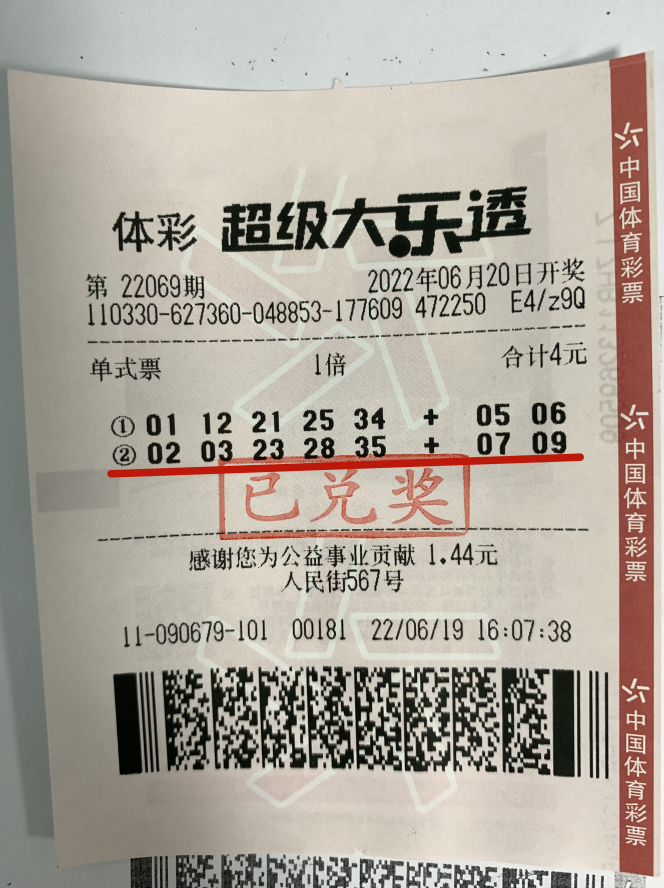 体彩 超级大乐透
第 22069期 2022年06月20日开奖
110330-627360-048853-177609 472250 E4/z9Q
单式票 1倍 合计4元
① 01 12 21 25 34 + 05 06
② 02 03 23 28 35 + 07 09
已兑奖
感谢您为公益事业贡献 1.44元
人民街567号
11-090679-101 00181 22/06/19 16:07:38
中国体育彩票
中国体育彩票
中国体育彩票